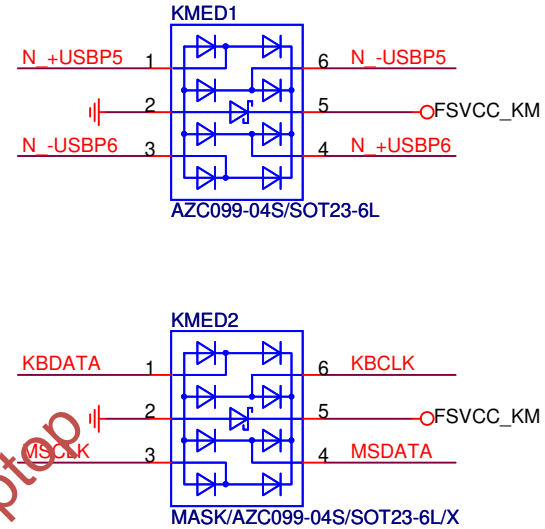 KMED1
N_+USBP5 1 6 N_-USBP5
2 5 FSVCC_KM
N_-USBP6 3 4 N_+USBP6
AZC099-04S/SOT23-6L
KMED2
KBDATA 1 6 KBCLK
2 5 FSVCC_KM
MSCLK 3 4 MSDATA
MASK/AZC099-04S/SOT23-6L/X
ptop